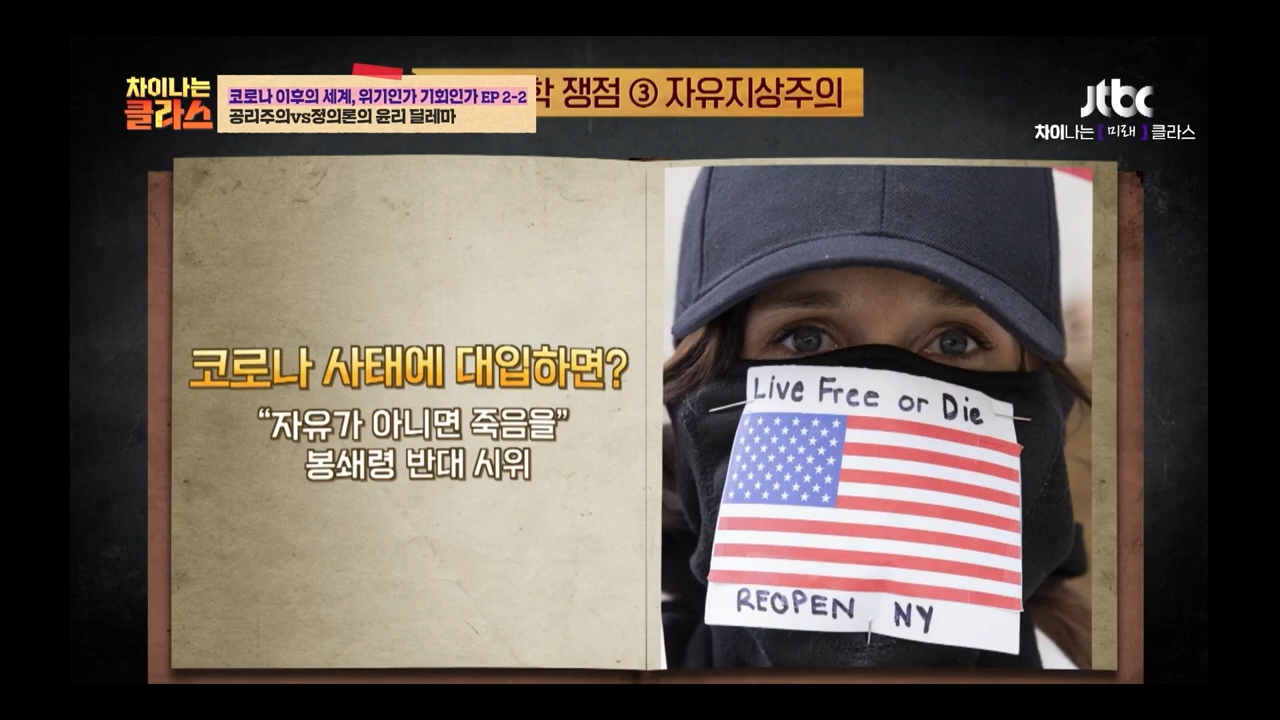 차이나는
클라스
코로나 이후의 세계, 위기인가 기회인가 EP 2-2
공리주의vs정의론의 윤리 딜레마
학 쟁점 ③ 자유지상주의
jtbc
차이나는 [미래] 클라스
코로나 사태에 대입하면?
“자유가 아니면 죽음을”
봉쇄령 반대 시위
Live Free or Die
REOPEN NY